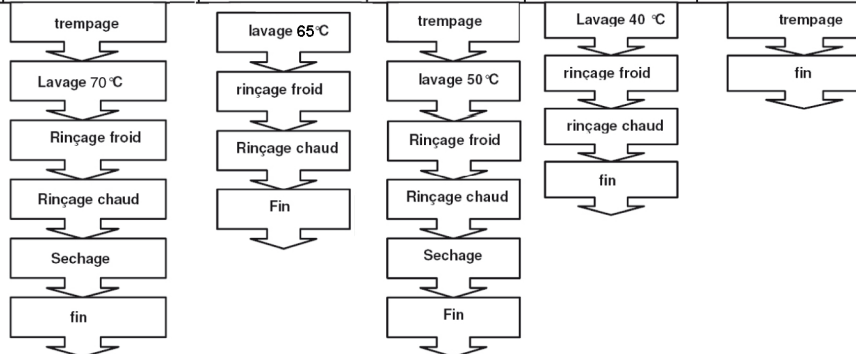 trempage
Lavage 70°C
Rinçage froid
Rinçage chaud
Sechage
fin
lavage 65°C
rinçage froid
Rinçage chaud
Fin
trempage
lavage 50°C
Rinçage froid
Rinçage chaud
Sechage
Fin
Lavage 40 °C
rinçage froid
rinçage chaud
fin
trempage
fin